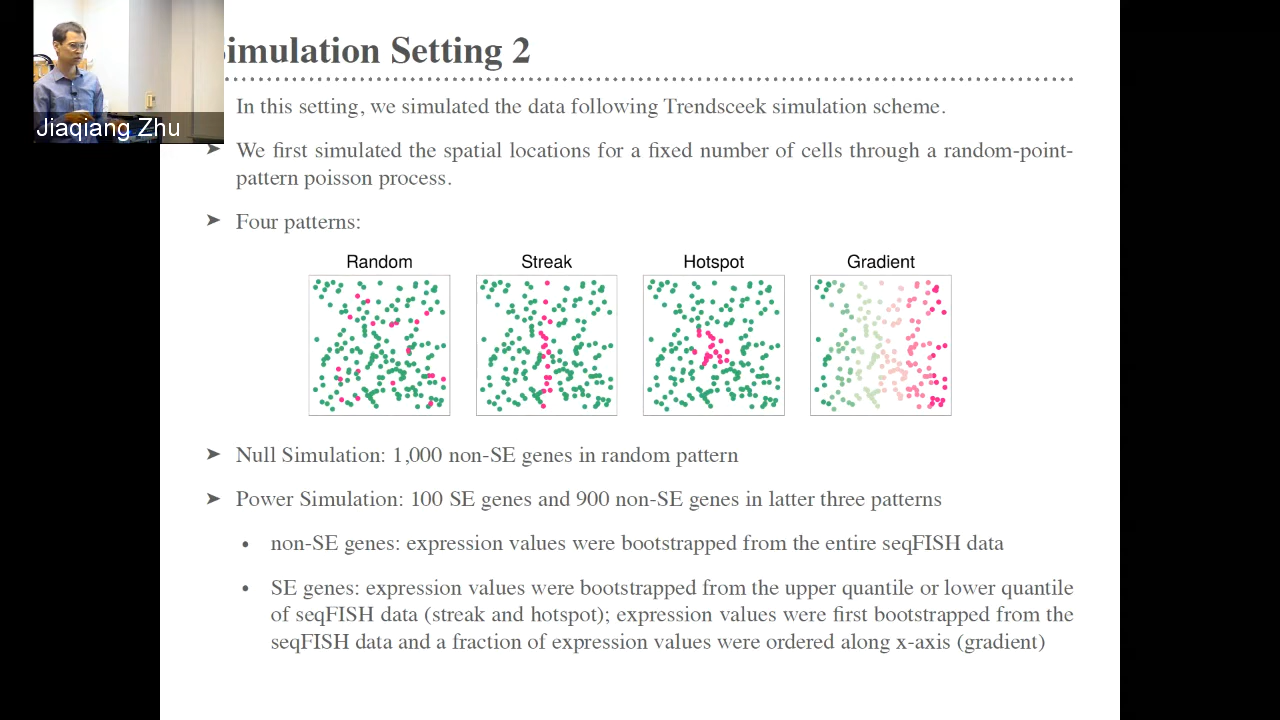 Simulation Setting 2
In this setting, we simulated the data following Trendsceek simulation scheme.
Jiaqiang Zhu
➤ We first simulated the spatial locations for a fixed number of cells through a random-point-
pattern poisson process.
➤ Four patterns:
Random Streak Hotspot Gradient
➤ Null Simulation: 1,000 non-SE genes in random pattern
➤ Power Simulation: 100 SE genes and 900 non-SE genes in latter three patterns
• non-SE genes: expression values were bootstrapped from the entire seqFISH data
• SE genes: expression values were bootstrapped from the upper quantile or lower quantile
of seqFISH data (streak and hotspot); expression values were first bootstrapped from the
seqFISH data and a fraction of expression values were ordered along x-axis (gradient)